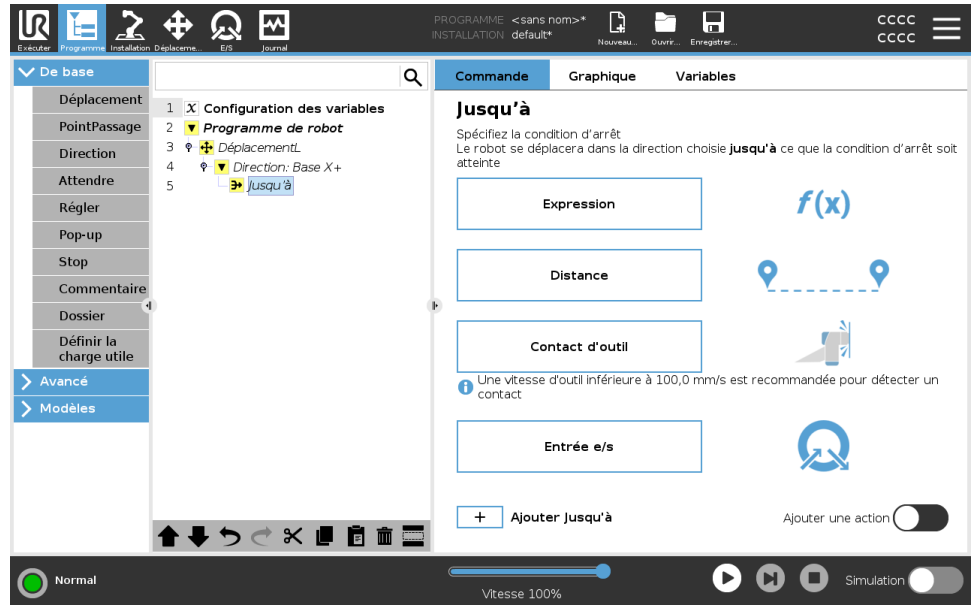 PROGRAMME <sans nom>*
INSTALLATION default*
Exécuter
Programme
Installation
Déplaceme...
E/S
Journal
Nouveau...
Ouvrir...
Enregistrer...
CCCC
CCCC
De base
Déplacement
PointPassage
Direction
Attendre
Régler
Pop-up
Stop
Commentaire
Dossier
Définir la
charge utile
Avancé
Modèles
1 X Configuration des variables
2 Programme de robot
3 DéplacementL
4 Direction: Base X+
5 Jusqu'à
Commande
Graphique
Variables
Jusqu’à
Spécifiez la condition d’arrêt
Le robot se déplacera dans la direction choisie jusqu'à ce que la condition d’arrêt soit
atteinte
Expression
f(x)
Distance
Contact d'outil
Une vitesse d'outil inférieure à 100,0 mm/s est recommandée pour détecter un
contact
Entrée e/s
+ Ajouter Jusqu'à
Ajouter une action
Normal
Vitesse 100%
Simulation